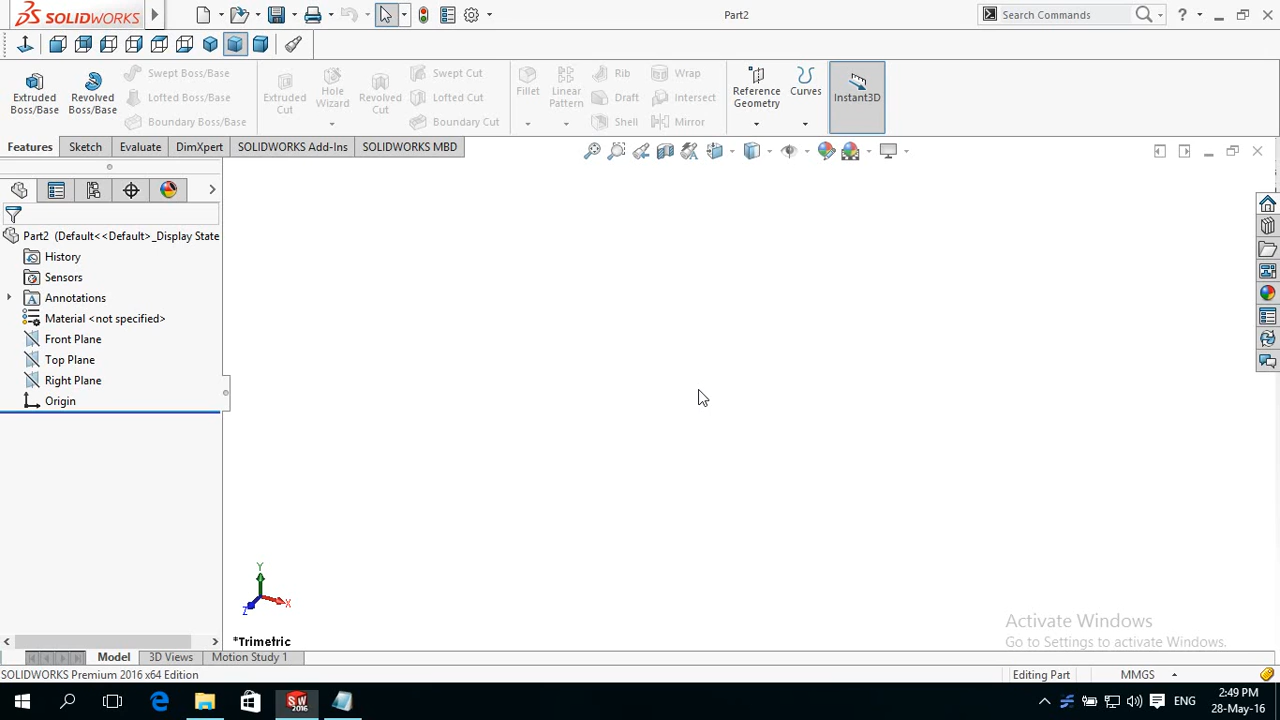 SOLIDWORKS
Part2
Search Commands
?
Extruded Boss/Base
Revolved Boss/Base
Swept Boss/Base
Lofted Boss/Base
Boundary Boss/Base
Extruded Cut
Hole Wizard
Revolved Cut
Swept Cut
Lofted Cut
Boundary Cut
Fillet
Linear Pattern
Rib
Draft
Shell
Wrap
Intersect
Mirror
Reference Geometry
Curves
Instant3D
Features
Sketch
Evaluate
DimXpert
SOLIDWORKS Add-Ins
SOLIDWORKS MBD
Part2 (Default<<Default>_Display State
History
Sensors
A Annotations
Material <not specified>
Front Plane
Top Plane
Right Plane
Origin
Y
X
Z
*Trimetric
Activate Windows
Go to Settings to activate Windows.
Model
3D Views
Motion Study 1
SOLIDWORKS Premium 2016 x64 Edition
Editing Part
MMGS
SW 2016
ENG
2:49 PM
28-May-16